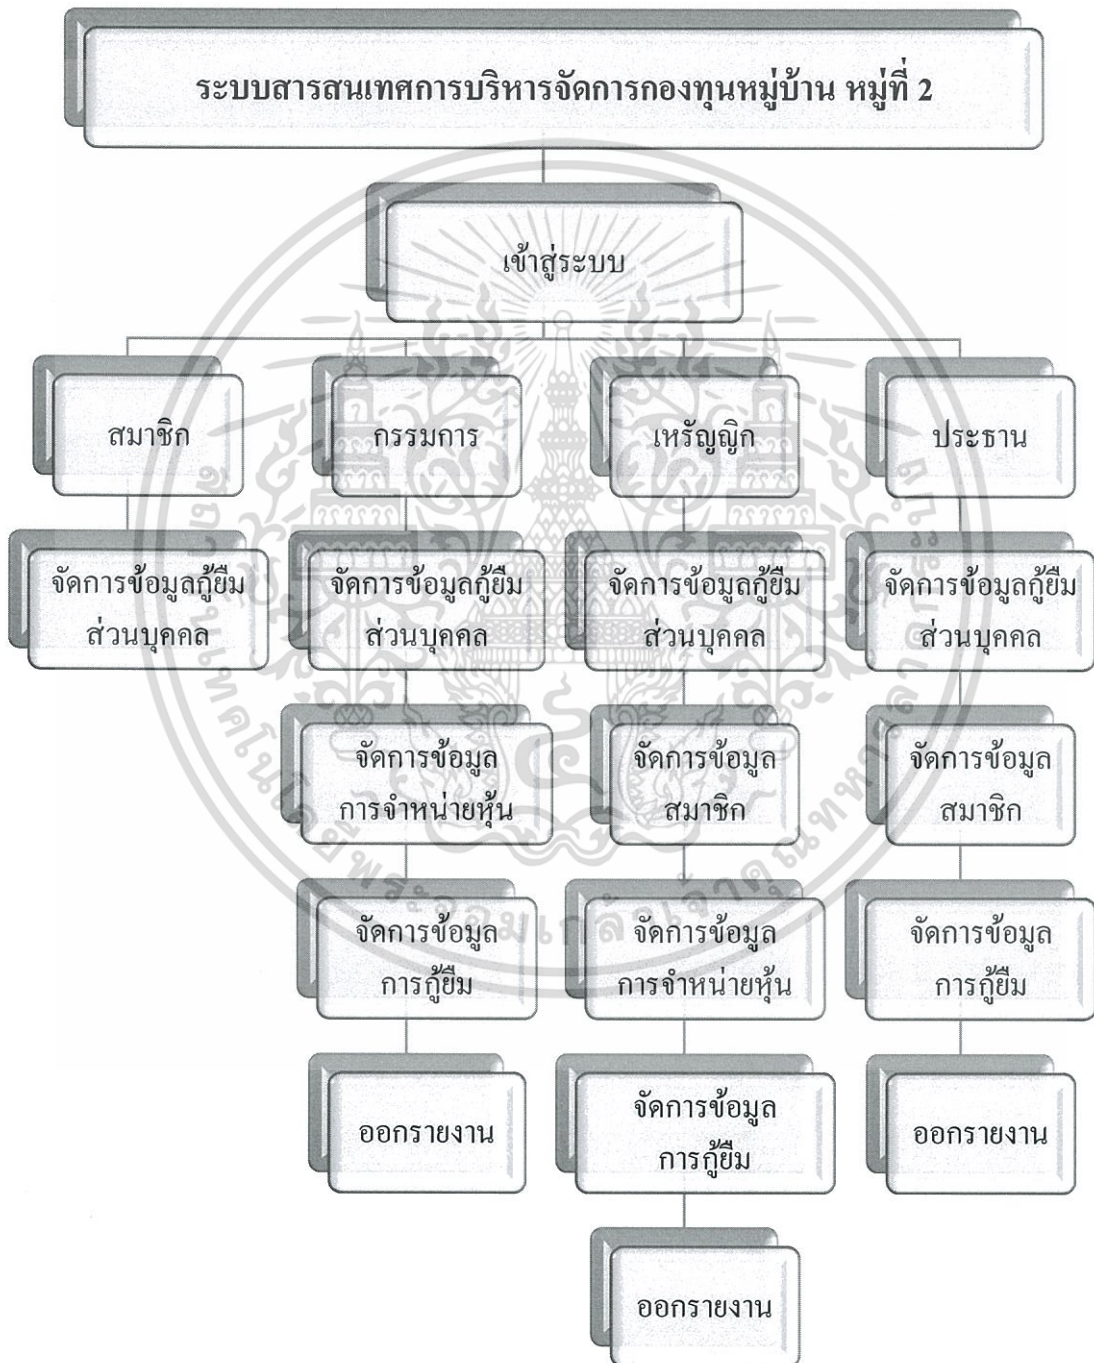 ระบบสารสนเทศการบริหารจัดการกองทุนหมู่บ้าน หมู่ที่ 2
เข้าสู่ระบบ
สมาชิก
กรรมการ
เหรัญญิก
ประธาน
จัดการข้อมูลกู้ยืม
ส่วนบุคคล
จัดการข้อมูลกู้ยืม
ส่วนบุคคล
จัดการข้อมูลกู้ยืม
ส่วนบุคคล
จัดการข้อมูลกู้ยืม
ส่วนบุคคล
จัดการข้อมูล
การจำหน่ายหุ้น
จัดการข้อมูล
สมาชิก
จัดการข้อมูล
สมาชิก
จัดการข้อมูล
การกู้ยืม
จัดการข้อมูล
การจำหน่ายหุ้น
จัดการข้อมูล
การกู้ยืม
ออกรายงาน
จัดการข้อมูล
การกู้ยืม
ออกรายงาน
ออกรายงาน